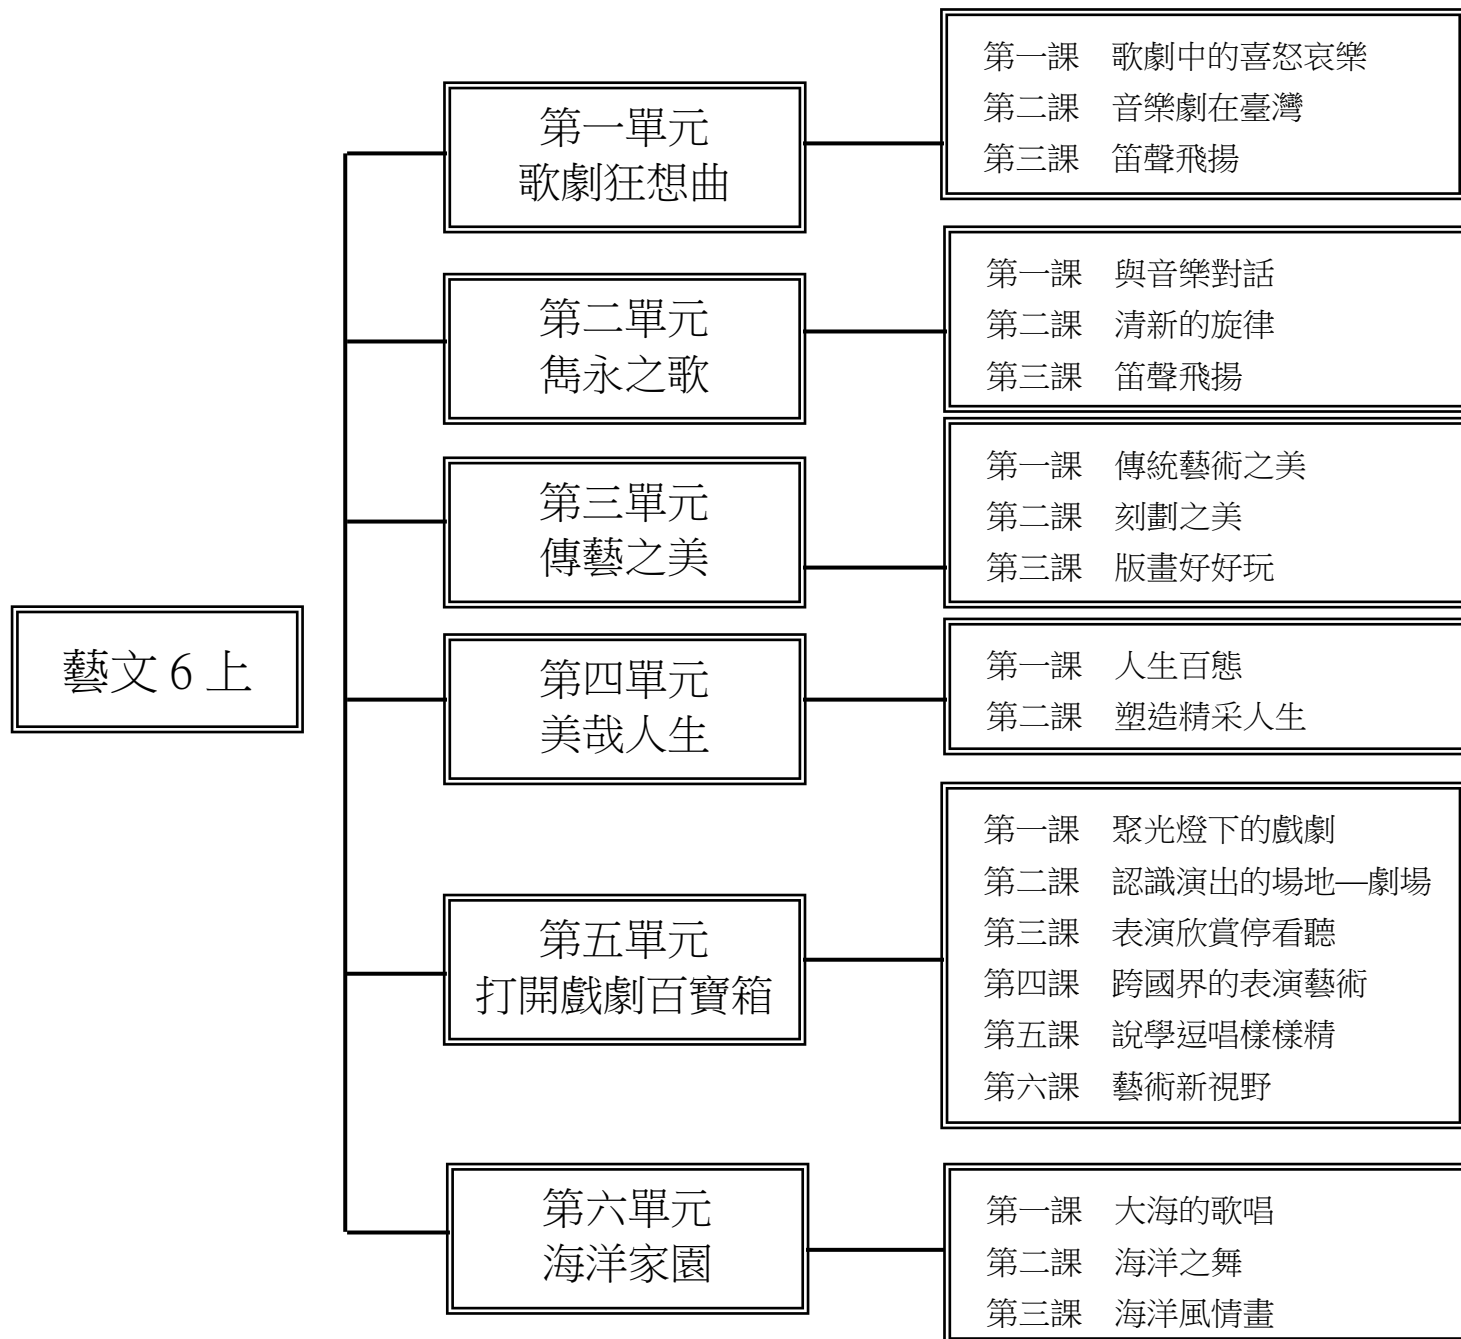 藝文 6 上
第一單元
歌劇狂想曲
第一課　歌劇中的喜怒哀樂
第二課　音樂劇在臺灣
第三課　笛聲飛揚
第二單元
雋永之歌
第一課　與音樂對話
第二課　清新的旋律
第三課　笛聲飛揚
第三單元
傳藝之美
第一課　傳統藝術之美
第二課　刻劃之美
第三課　版畫好好玩
第四單元
美哉人生
第一課　人生百態
第二課　塑造精采人生
第五單元
打開戲劇百寶箱
第一課　聚光燈下的戲劇
第二課　認識演出的場地—劇場
第三課　表演欣賞停看聽
第四課　跨國界的表演藝術
第五課　說學逗唱樣樣精
第六課　藝術新視野
第六單元
海洋家園
第一課　大海的歌唱
第二課　海洋之舞
第三課　海洋風情畫